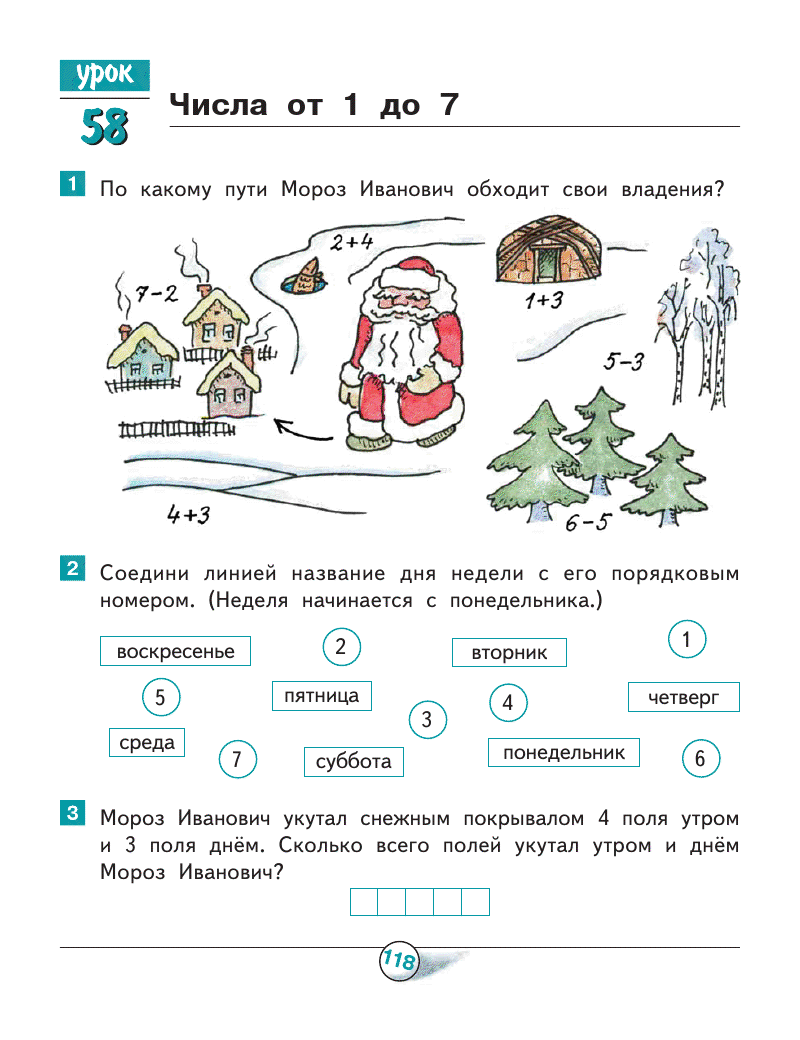 урок
58
Числа от 1 до 7
1
По какому пути Мороз Иванович обходит свои владения?
2+4
7−2
1+3
5−3
4+3
6−5
2
Соедини линией название дня недели с его порядковым
номером. (Неделя начинается с понедельника.)
воскресенье 2 вторник 1
5 пятница 3 4 четверг
среда 7 суббота понедельник 6
3
Мороз Иванович укутал снежным покрывалом 4 поля утром
и 3 поля днём. Сколько всего полей укутал утром и днём
Мороз Иванович?
118